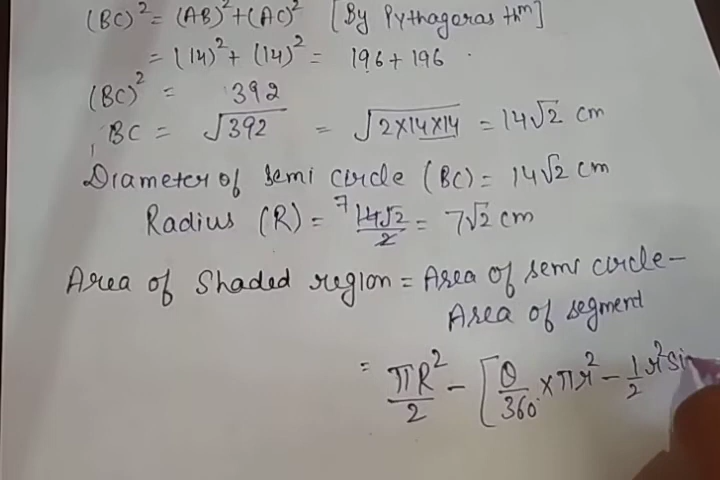 (BC)² = (AB)² + (AC)² [By Pythagoras thᵐ]
= (14)² + (14)² = 196 + 196
(BC)² = 392
BC = √392 = √2×14×14 = 14√2 cm
Diameter of semi circle (BC) = 14√2 cm
Radius (R) = 7 14√2/2 = 7√2 cm
Area of Shaded region = Area of semi circle –
Area of segment
= πR²/2 – [θ/360 × πr² – 1/2 r² Si